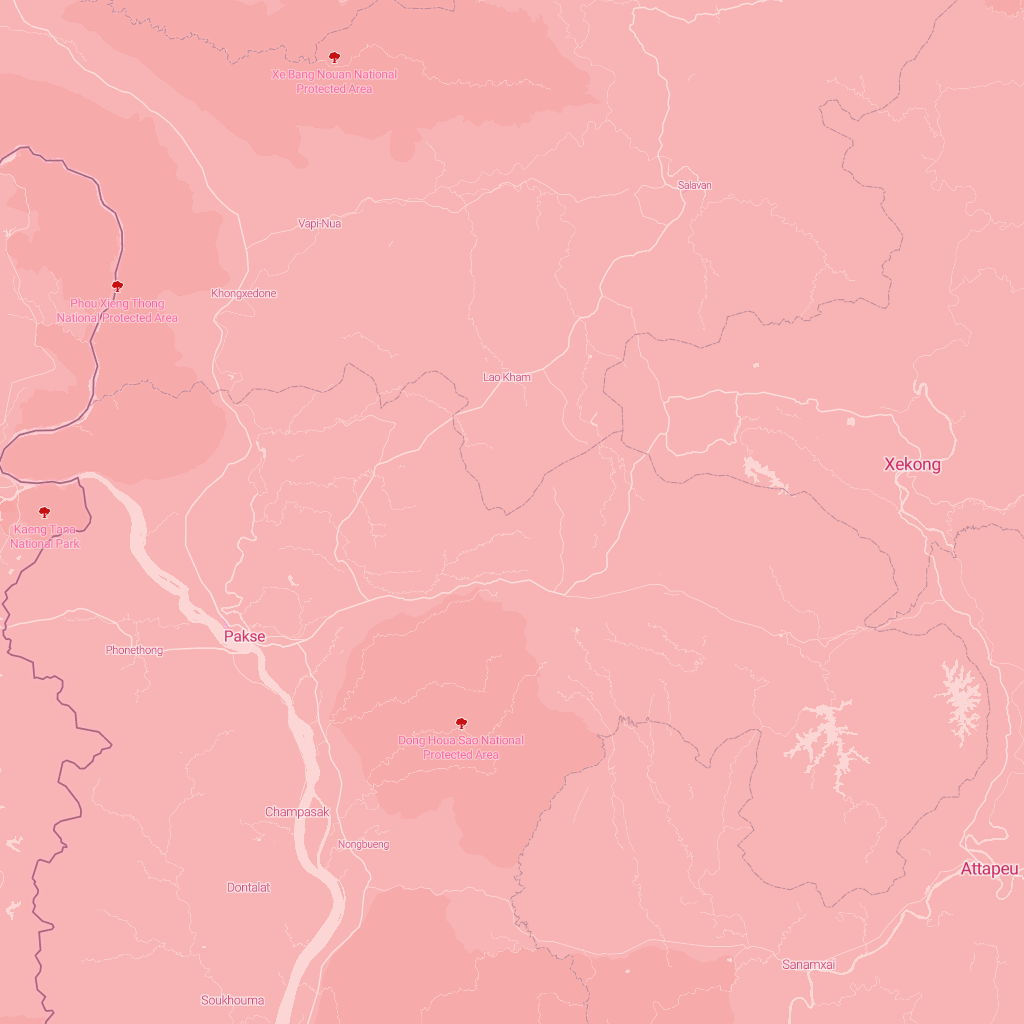 Xe Bang Nouan National
Protected Area
Salavan
Vapi-Nua
Khongxedone
Phou Xieng Thong
National Protected Area
Lao Kham
Xekong
Kaeng Tana
National Park
Pakse
Phonethong
Dong Houa Sao National
Protected Area
Champasak
Nongbueng
Attapeu
Dontalat
Sanamxai
Soukhouma